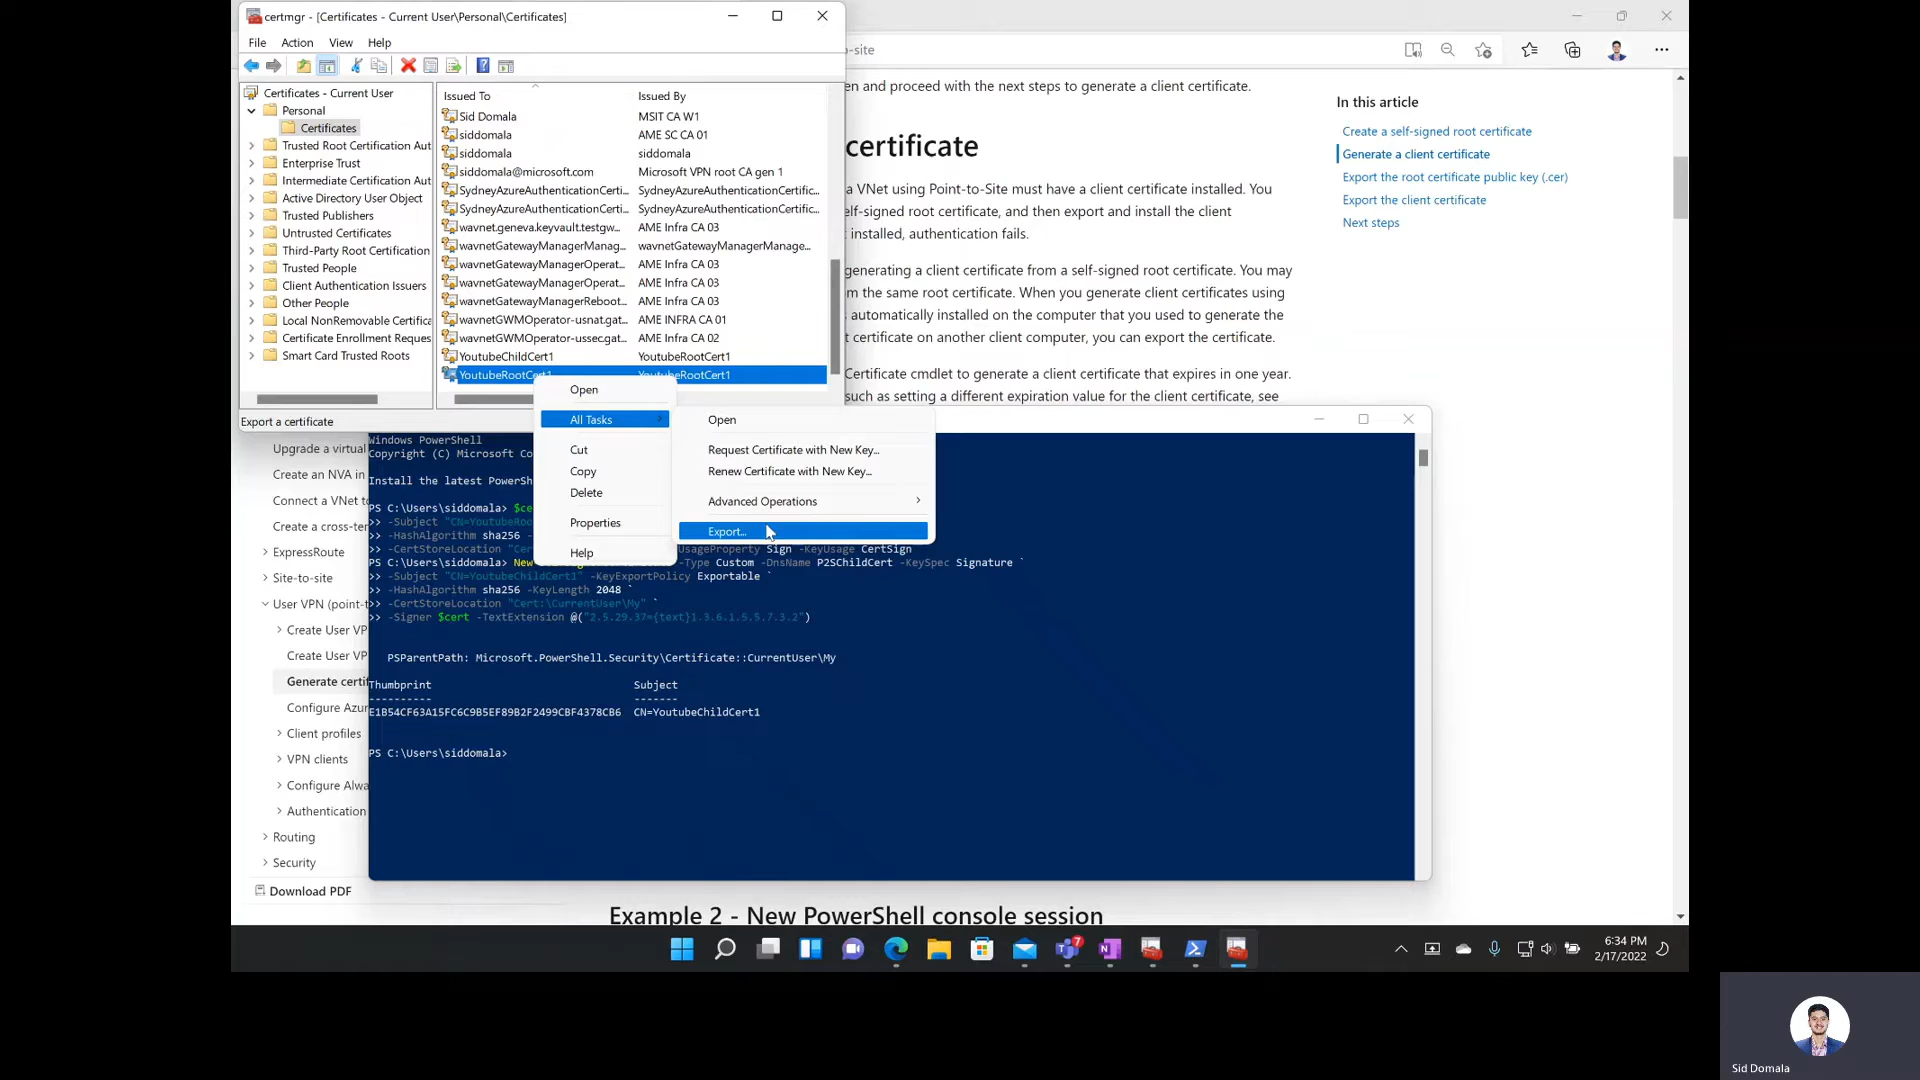 certmgr - [Certificates - Current User\Personal\Certificates]
File Action View Help
Certificates - Current User
Personal
Certificates
Trusted Root Certification Aut
Enterprise Trust
Intermediate Certification Aut
Active Directory User Object
Trusted Publishers
Untrusted Certificates
Third-Party Root Certification
Trusted People
Client Authentication Issuers
Other People
Local NonRemovable Certifica
Certificate Enrollment Reques
Smart Card Trusted Roots
Issued To Issued By
Sid Domala MSIT CA W1
siddomala AME SC CA 01
siddomala siddomala
siddomala@microsoft.com Microsoft VPN root CA gen 1
SydneyAzureAuthenticationCerti... SydneyAzureAuthenticationCertific...
SydneyAzureAuthenticationCerti... SydneyAzureAuthenticationCertific...
wavnet.geneva.keyvault.testgw... AME Infra CA 03
wavnetGatewayManagerManag... wavnetGatewayManagerManage...
wavnetGatewayManagerOperat... AME Infra CA 03
wavnetGatewayManagerOperat... AME Infra CA 03
wavnetGatewayManagerReboot... AME Infra CA 03
wavnetGWMOperator-usnat.gat... AME INFRA CA 01
wavnetGWMOperator-ussec.gat... AME Infra CA 02
YoutubeChildCert1 YoutubeRootCert1
YoutubeRootCert1 YoutubeRootCert1
Export a certificate
Open
All Tasks
Cut
Copy
Delete
Properties
Help
Open
Request Certificate with New Key...
Renew Certificate with New Key...
Advanced Operations
Export...
o-site
en and proceed with the next steps to generate a client certificate.
certificate
a VNet using Point-to-Site must have a client certificate installed. You
elf-signed root certificate, and then export and install the client
installed, authentication fails.
generating a client certificate from a self-signed root certificate. You may
m the same root certificate. When you generate client certificates using
automatically installed on the computer that you used to generate the
t certificate on another client computer, you can export the certificate.
Certificate cmdlet to generate a client certificate that expires in one year.
such as setting a different expiration value for the client certificate, see
In this article
Create a self-signed root certificate
Generate a client certificate
Export the root certificate public key (.cer)
Export the client certificate
Next steps
Upgrade a virtual
Create an NVA in
Connect a VNet to
Create a cross-ter
ExpressRoute
Site-to-site
User VPN (point-t
Create User VP
Create User VP
Generate certif
Configure Azur
Client profiles
VPN clients
Configure Alwa
Authentication
Routing
Security
Download PDF
Windows PowerShell
Copyright (C) Microsoft Co
Install the latest PowerSh
PS C:\Users\siddomala> $ce
>> -Subject "CN=YoutubeRoo
>> -HashAlgorithm sha256 -
>> -CertStoreLocation "Cer UsageProperty Sign -KeyUsage CertSign
PS C:\Users\siddomala> New -Type Custom -DnsName P2SChildCert -KeySpec Signature `
>> -Subject "CN=YoutubeChildCert1" -KeyExportPolicy Exportable `
>> -HashAlgorithm sha256 -KeyLength 2048 `
>> -CertStoreLocation "Cert:\CurrentUser\My" `
>> -Signer $cert -TextExtension @("2.5.29.37={text}1.3.6.1.5.5.7.3.2")
PSParentPath: Microsoft.PowerShell.Security\Certificate::CurrentUser\My
Thumbprint Subject
---------- -------
E1B54CF63A15FC6C9B5EF89B2F2499CBF4378CB6 CN=YoutubeChildCert1
PS C:\Users\siddomala>
Example 2 - New PowerShell console session
7
6:34 PM
2/17/2022
Sid Domala